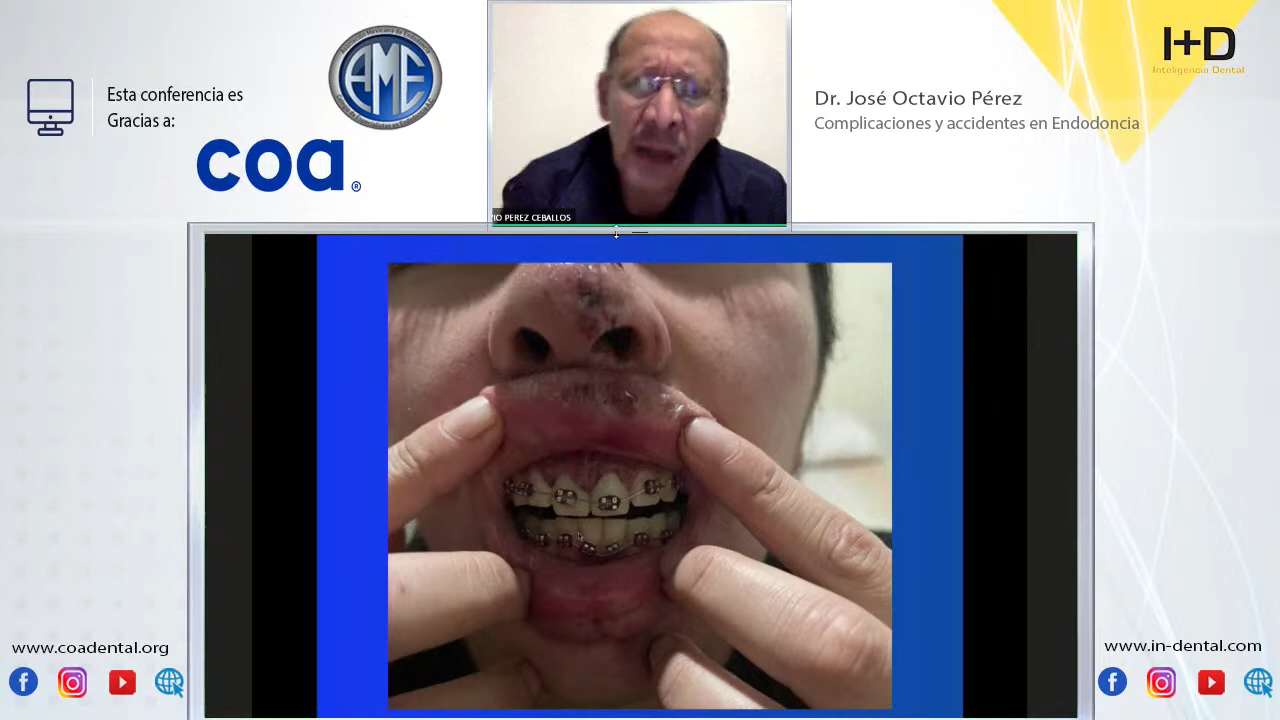 Esta conferencia es
Gracias a:
AME
coa®
IO PEREZ CEBALLOS
I+D
Inteligencia Dental
Dr. José Octavio Pérez
Complicaciones y accidentes en Endodoncia
www.coadental.org
www.in-dental.com